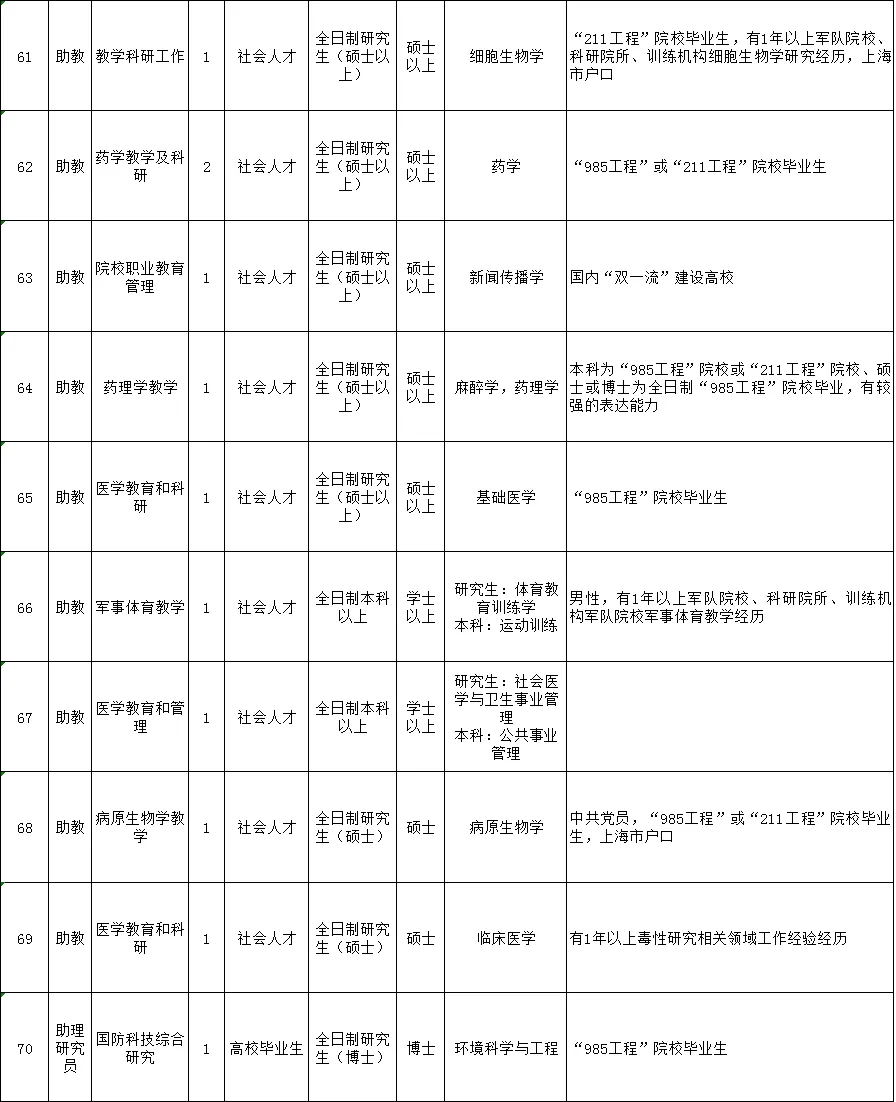 61 助教 教学科研工作 1 社会人才 全日制研究生（硕士以上） 硕士以上 细胞生物学 “211工程”院校毕业生，有1年以上军队院校、科研院所、训练机构细胞生物学研究经历，上海市户口
62 助教 药学教学及科研 2 社会人才 全日制研究生（硕士以上） 硕士以上 药学 “985工程”或“211工程”院校毕业生
63 助教 院校职业教育管理 1 社会人才 全日制研究生（硕士以上） 硕士以上 新闻传播学 国内“双一流”建设高校
64 助教 药理学教学 1 社会人才 全日制研究生（硕士以上） 硕士以上 麻醉学，药理学 本科为“985工程”院校或“211工程”院校、硕士或博士为全日制“985工程”院校毕业，有较强的表达能力
65 助教 医学教育和科研 1 社会人才 全日制研究生（硕士以上） 硕士以上 基础医学 “985工程”院校毕业生
66 助教 军事体育教学 1 社会人才 全日制本科以上 学士以上 研究生：体育教育训练学 本科：运动训练 男性，有1年以上军队院校、科研院所、训练机构军队院校军事体育教学经历
67 助教 医学教育和管理 1 社会人才 全日制本科以上 学士以上 研究生：社会医学与卫生事业管理 本科：公共事业管理
68 助教 病原生物学教学 1 社会人才 全日制研究生（硕士） 硕士 病原生物学 中共党员，“985工程”或“211工程”院校毕业生，上海市户口
69 助教 医学教育和科研 1 社会人才 全日制研究生（硕士） 硕士 临床医学 有1年以上毒性研究相关领域工作经验经历
70 助理研究员 国防科技综合研究 1 高校毕业生 全日制研究生（博士） 博士 环境科学与工程 “985工程”院校毕业生